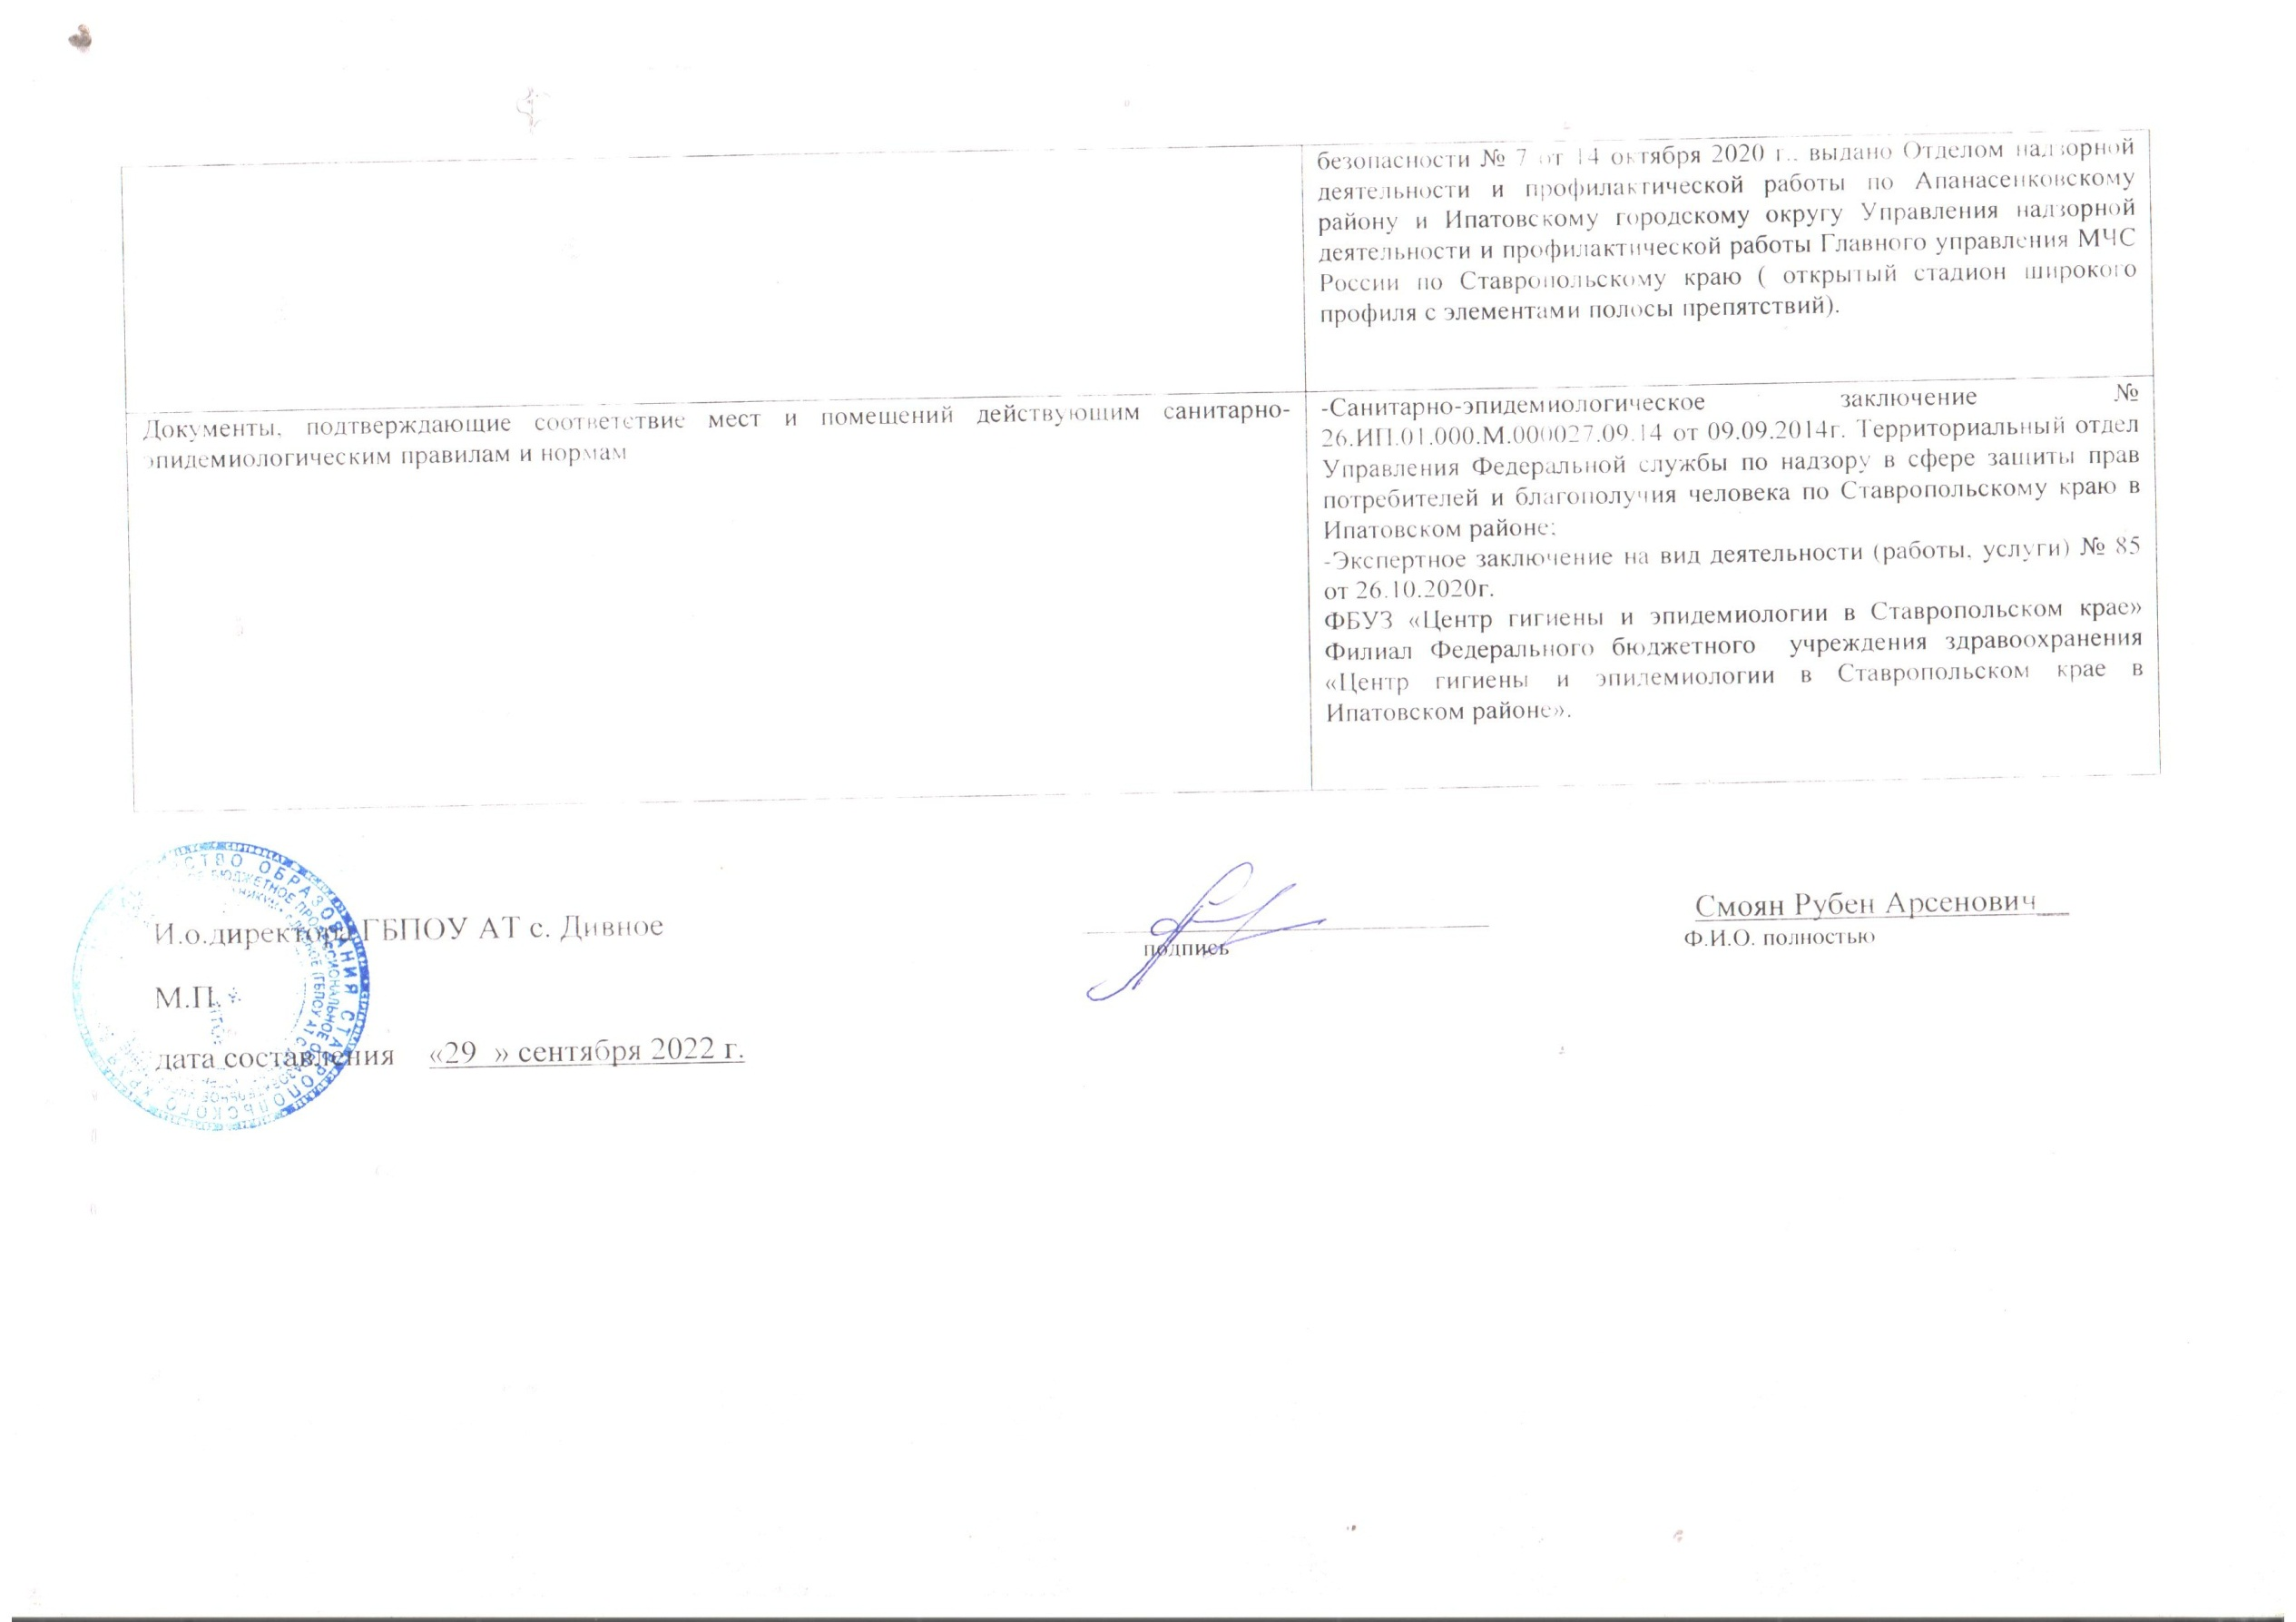 безопасности № 7 от 14 октября 2020 г., выдано Отделом надзорной
деятельности и профилактической работы по Апанасенковскому
району и Ипатовскому городскому округу Управления надзорной
деятельности и профилактической работы Главного управления МЧС
России по Ставропольскому краю ( открытый стадион широкого
профиля с элементами полосы препятствий).
Документы, подтверждающие соответствие мест и помещений действующим санитарно-
эпидемиологическим правилам и нормам
-Санитарно-эпидемиологическое заключение №
26.ИП.01.000.М.000027.09.14 от 09.09.2014г. Территориальный отдел
Управления Федеральной службы по надзору в сфере защиты прав
потребителей и благополучия человека по Ставропольскому краю в
Ипатовском районе;
-Экспертное заключение на вид деятельности (работы, услуги) № 85
от 26.10.2020г.
ФБУЗ «Центр гигиены и эпидемиологии в Ставропольском крае»
Филиал Федерального бюджетного учреждения здравоохранения
«Центр гигиены и эпидемиологии в Ставропольском крае в
Ипатовском районе».
И.о.директора ГБПОУ АТ с. Дивное
подпись
Смоян Рубен Арсенович
Ф.И.О. полностью
М.П.
дата составления «29 » сентября 2022 г.
ОБРАЗОВАНИЯ СТАВРОПОЛЬСКОГО КРАЯ
БЮДЖЕТНОЕ ПРОФЕССИОНАЛЬНОЕ